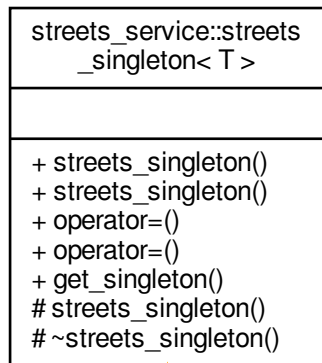 streets_service::streets
_singleton< T >
+ streets_singleton()
+ streets_singleton()
+ operator=()
+ operator=()
+ get_singleton()
# streets_singleton()
# ~streets_singleton()